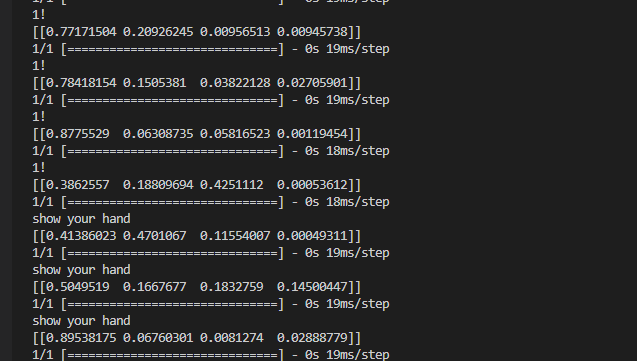 1/1 [==============================] - 0s 19ms/step
1!
[[0.77171504 0.20926245 0.00956513 0.00945738]]
1/1 [==============================] - 0s 19ms/step
1!
[[0.78418154 0.1505381  0.03822128 0.02705901]]
1/1 [==============================] - 0s 19ms/step
1!
[[0.8775529  0.06308735 0.05816523 0.00119454]]
1/1 [==============================] - 0s 18ms/step
1!
[[0.3862557  0.18809694 0.4251112  0.00053612]]
1/1 [==============================] - 0s 18ms/step
show your hand
[[0.41386023 0.4701067  0.11554007 0.00049311]]
1/1 [==============================] - 0s 19ms/step
show your hand
[[0.5049519  0.1667677  0.1832759  0.14500447]]
1/1 [==============================] - 0s 19ms/step
show your hand
[[0.89538175 0.06760301 0.0081274  0.02888779]]
1/1 [==============================] - 0s 19ms/step